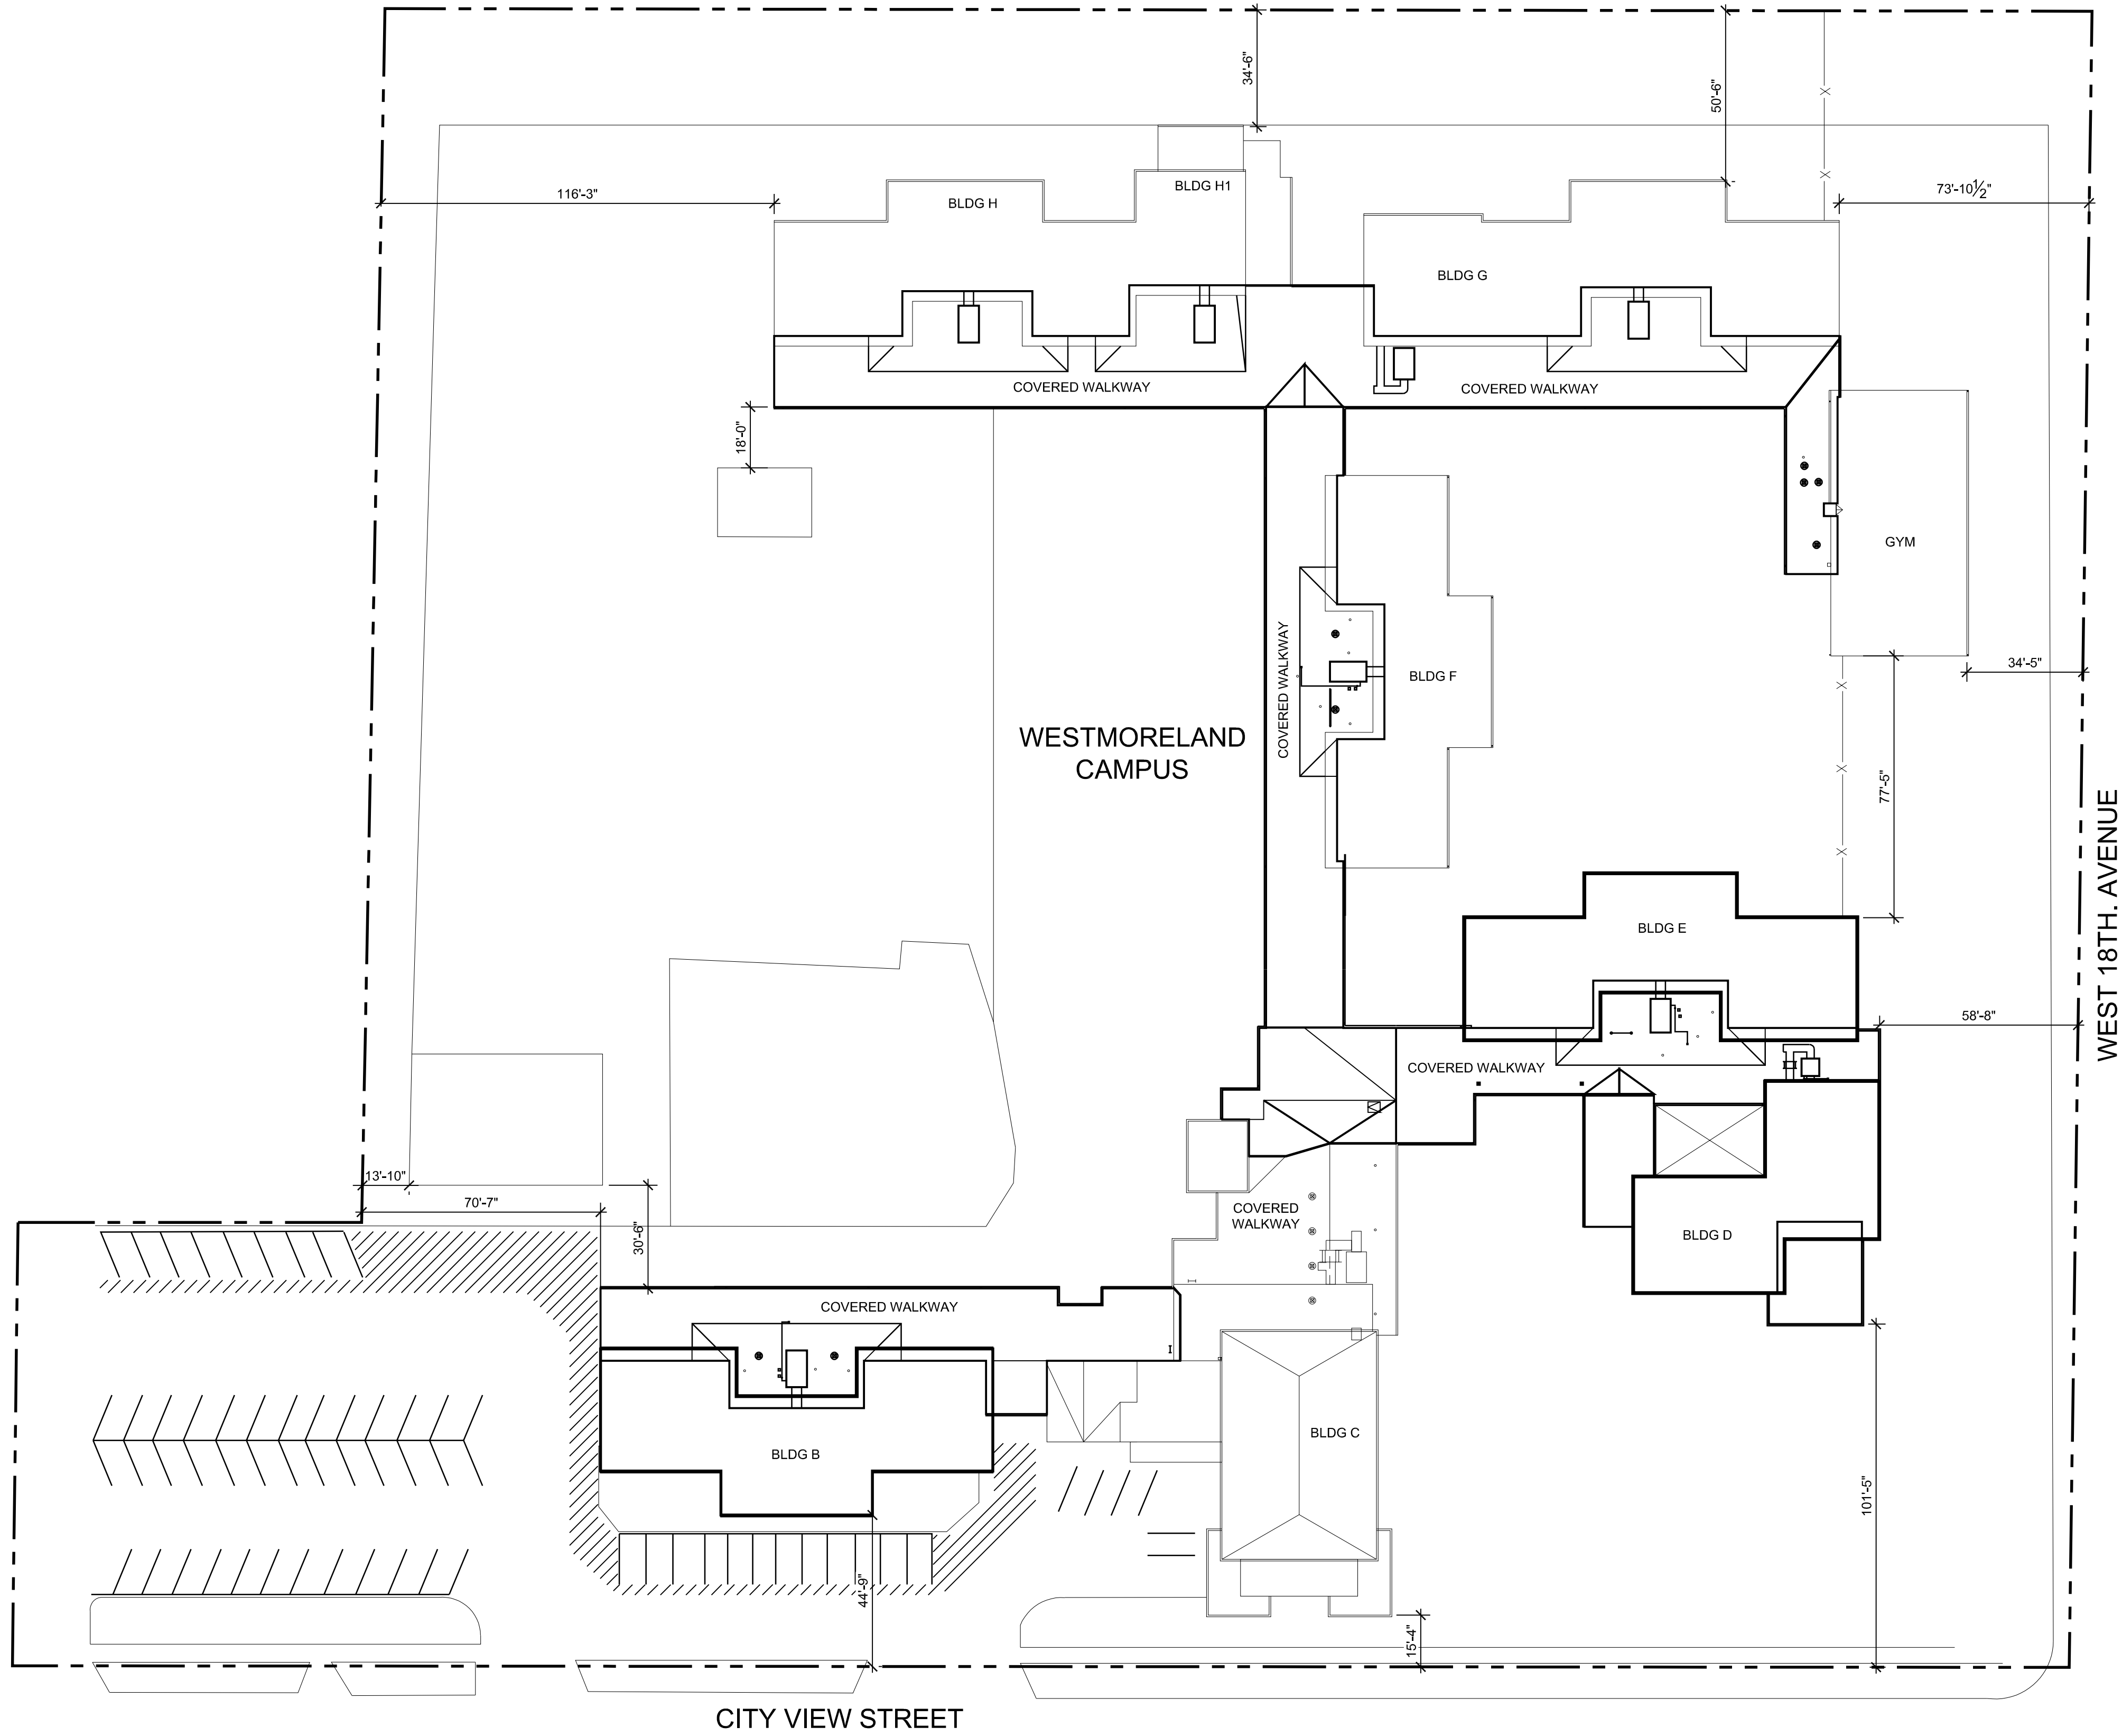 34'-6"
50'-6"
116'-3"
BLDG H
BLDG H1
73'-10½"
BLDG G
COVERED WALKWAY
COVERED WALKWAY
18'-0"
GYM
COVERED WALKWAY
BLDG F
34'-5"
WESTMORELAND
CAMPUS
77'-5"
WEST 18TH. AVENUE
BLDG E
58'-8"
COVERED WALKWAY
13'-10"
70'-7"
30'-6"
COVERED
WALKWAY
BLDG D
COVERED WALKWAY
BLDG C
BLDG B
101'-5"
44'-9"
15'-4"
CITY VIEW STREET
X
X
X
X
X